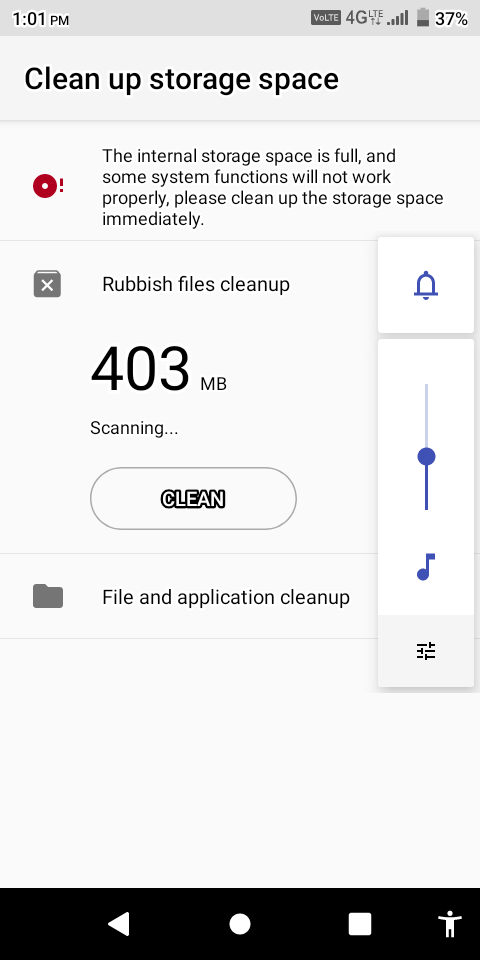 1:01 PM VoLTE 4G LTE 37%
Clean up storage space
The internal storage space is full, and
some system functions will not work
properly, please clean up the storage space
immediately.
Rubbish files cleanup
403 MB
Scanning...
CLEAN
File and application cleanup